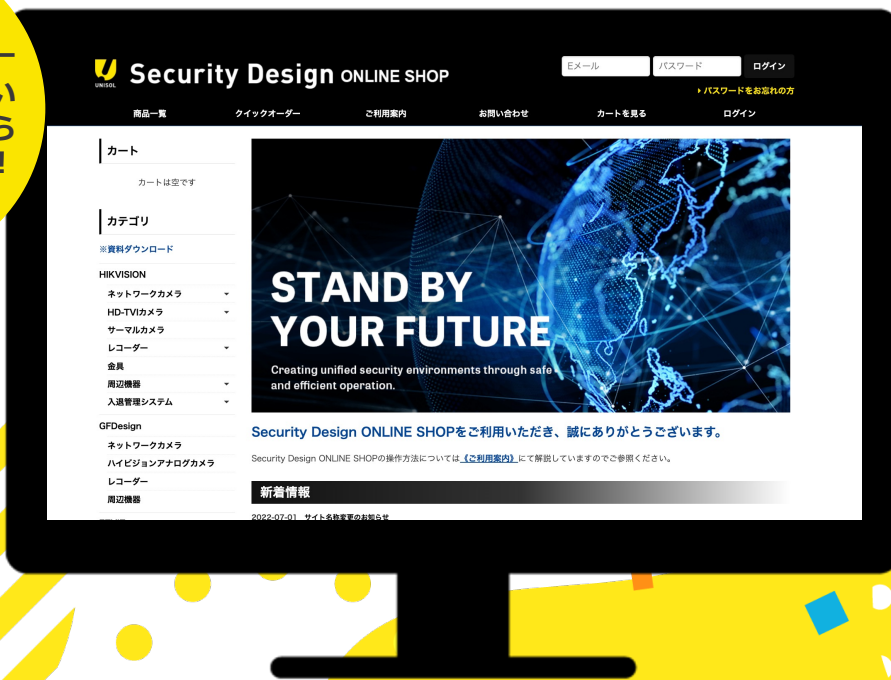 ー
い
ら
!
UNISOL
Security Design ONLINE SHOP
Eメール
パスワード
ログイン
パスワードをお忘れの方
商品一覧
クイックオーダー
ご利用案内
お問い合わせ
カートを見る
ログイン
カート
カートは空です
カテゴリ
※資料ダウンロード
HIKVISION
ネットワークカメラ
HD-TVIカメラ
サーマルカメラ
レコーダー
金具
周辺機器
入退管理システム
GFDesign
ネットワークカメラ
ハイビジョンアナログカメラ
レコーダー
周辺機器
STAND BY
YOUR FUTURE
Creating unified security environments through safe
and efficient operation.
Security Design ONLINE SHOPをご利用いただき、誠にありがとうございます。
Security Design ONLINE SHOPの操作方法については《ご利用案内》にて解説していますのでご参照ください。
新着情報
2022-07-01 サイト名称変更のお知らせ